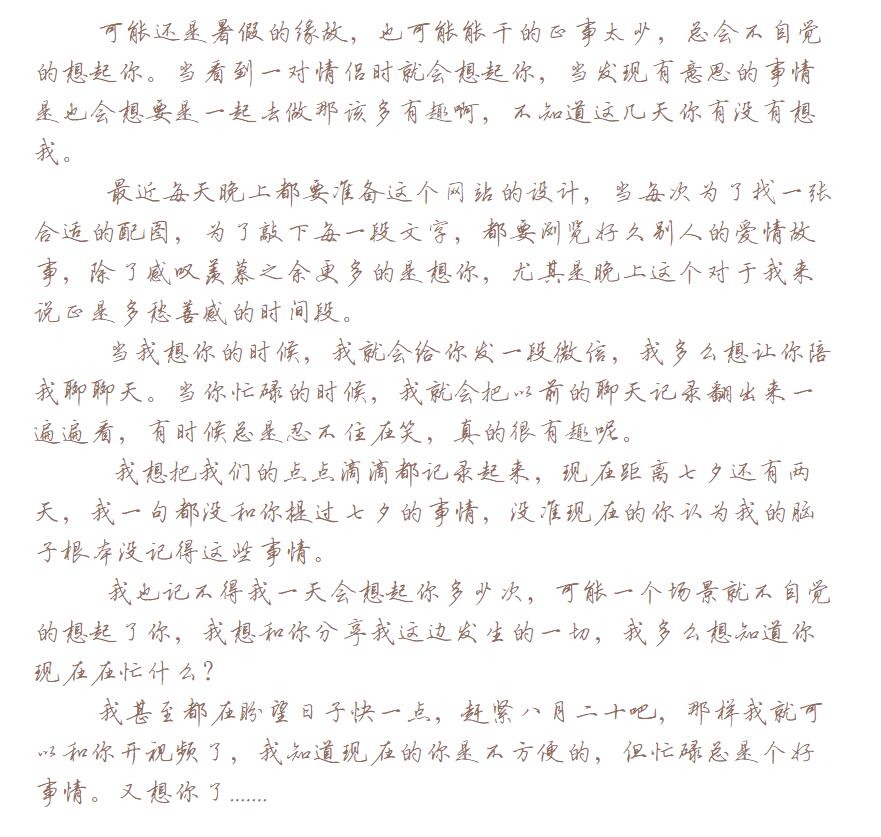 可能还是暑假的缘故，也可能能干的正事太少，总会不自觉
的想起你。当看到一对情侣时就会想起你，当发现有意思的事情
是也会想要是一起去做那该多有趣啊，不知道这几天你有没有想
我。
最近每天晚上都要准备这个网站的设计，当每次为了找一张
合适的配图，为了敲下每一段文字，都要浏览好久别人的爱情故
事，除了感叹羡慕之余更多的是想你，尤其是晚上这个对于我来
说正是多愁善感的时间段。
当我想你的时候，我就会给你发一段微信，我多么想让你陪
我聊聊天。当你忙碌的时候，我就会把以前的聊天记录翻出来一
遍遍看，有时候总是忍不住在笑，真的很有趣呢。
我想把我们的点点滴滴都记录起来，现在距离七夕还有两
天，我一句都没和你提过七夕的事情，没准现在的你认为我的脑
子根本没记得这些事情。
我也记不得我一天会想起你多少次，可能一个场景就不自觉
的想起了你，我想和你分享我这边发生的一切，我多么想知道你
现在在忙什么？
我甚至都在盼望日子快一点，赶紧八月二十吧，那样我就可
以和你开视频了，我知道现在的你是不方便的，但忙碌总是个好
事情。又想你了.......